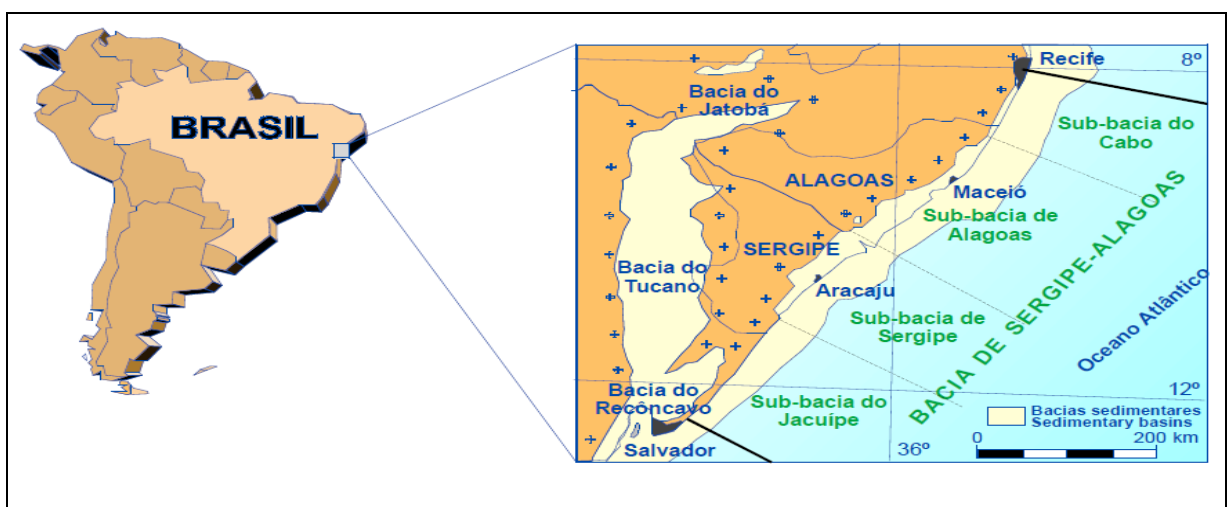 BRASIL
Recife
8º
Bacia do
Jatobá
Sub-bacia do
Cabo
ALAGOAS
Maceió
Sub-bacia de
Alagoas
SERGIPE
Bacia do
Tucano
Aracaju
Sub-bacia de
Sergipe
BACIA DE SERGIPE-ALAGOAS
Oceano Atlântico
Bacia do
Recôncavo
Sub-bacia do
Jacuípe
12º
Bacias sedimentares
Sedimentary basins
Salvador
36º
0 200 km